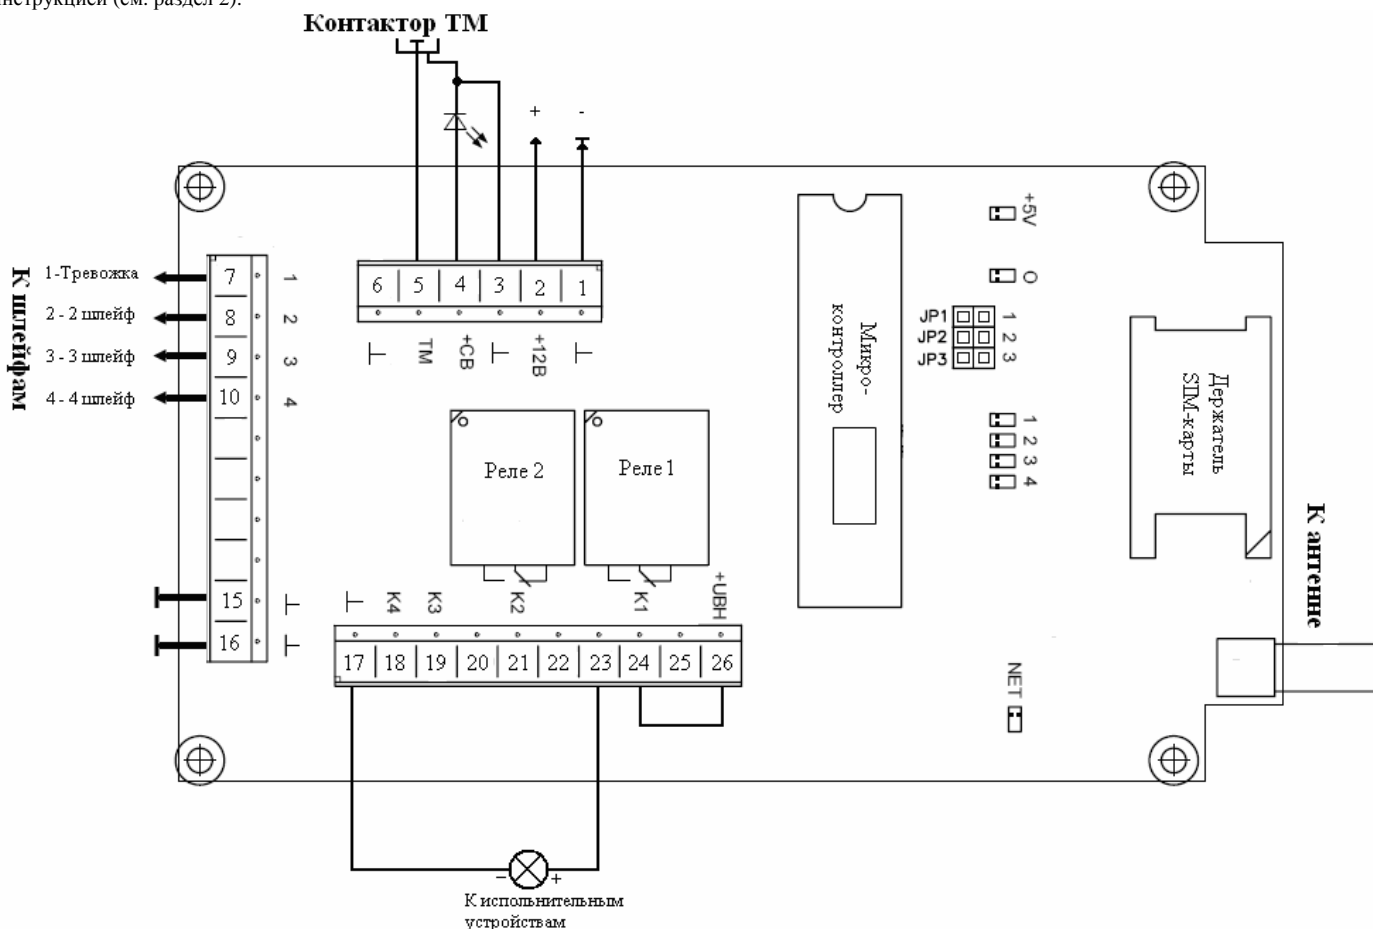 нструкцией (см. раздел 2).
Контактор ТМ
+ -
К шлейфам
1-Тревожка
2 - 2 шлейф
3 - 3 шлейф
4 - 4 шлейф
7 1
8 2
9 3
10 4
15
16
6 5 4 3 2 1
ТМ +СВ +12В
Реле 2
Реле 1
К4 К3 К2 К1 +UВН
17 18 19 20 21 22 23 24 25 26
Микро-
контроллер
+5V
О
JP1 1
JP2 2
JP3 3
1
2
3
4
Держатель
SIM-карты
К антенне
NET
− +
К испольнительным
устройствам